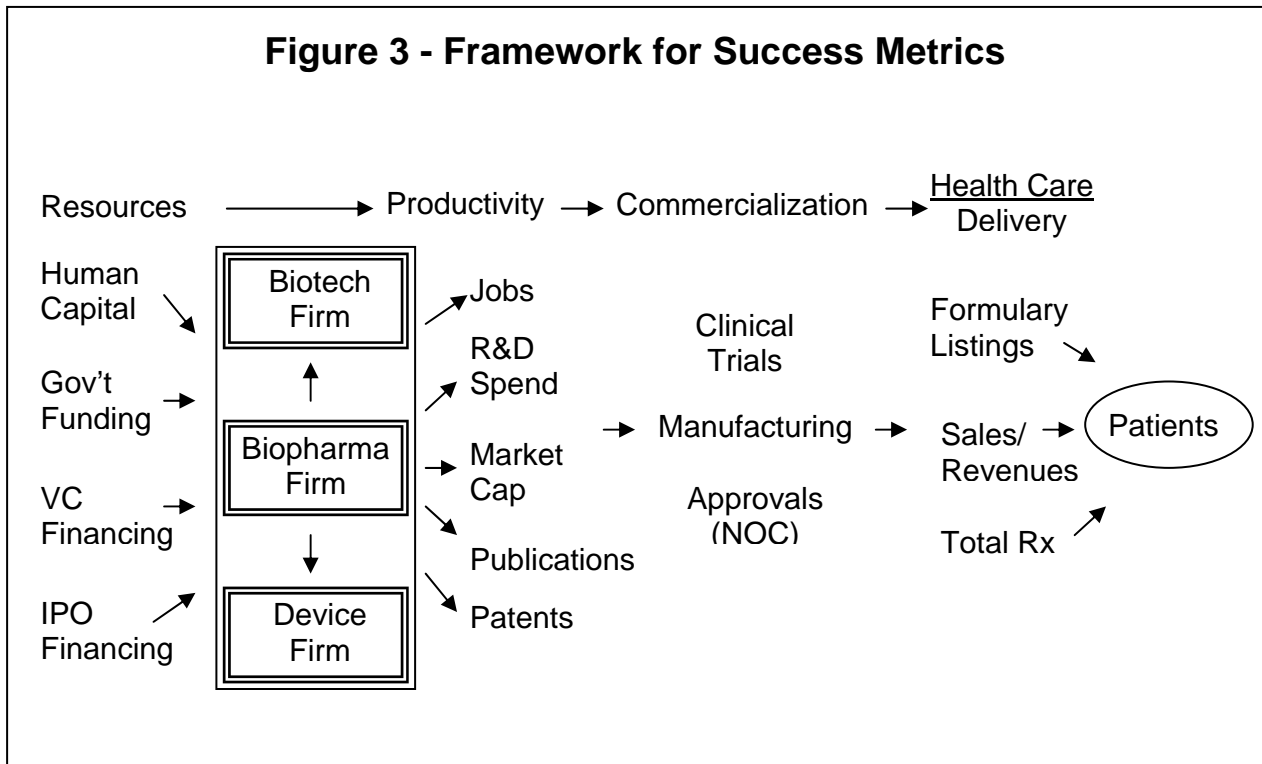 Figure 3 - Framework for Success Metrics
Resources
Productivity
Commercialization
Health Care
Delivery
Human
Capital
Gov't
Funding
VC
Financing
IPO
Financing
Biotech
Firm
Biopharma
Firm
Device
Firm
Jobs
R&D
Spend
Market
Cap
Publications
Patents
Clinical
Trials
Manufacturing
Approvals
(NOC)
Formulary
Listings
Sales/
Revenues
Total Rx
Patients